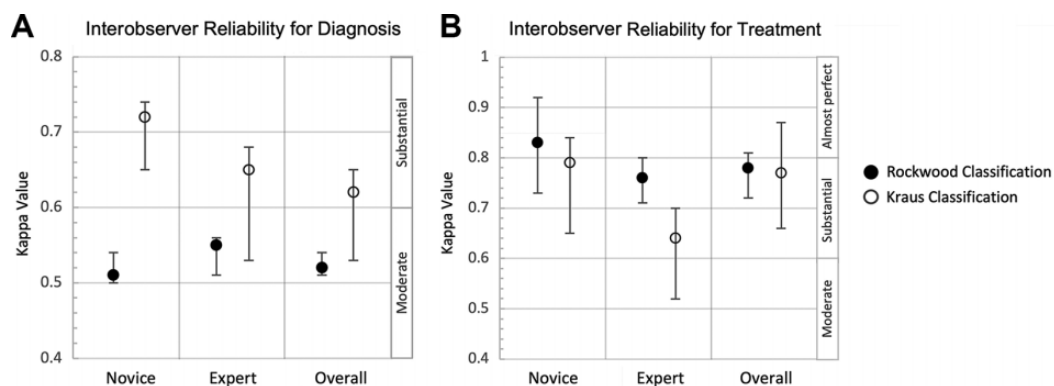 A
Interobserver Reliability for Diagnosis
Kappa Value
0.8
0.7
0.6
0.5
0.4
Substantial
Moderate
Novice
Expert
Overall
B
Interobserver Reliability for Treatment
Kappa Value
1
0.9
0.8
0.7
0.6
0.5
0.4
Almost perfect
Substantial
Moderate
Novice
Expert
Overall
Rockwood Classification
Kraus Classification